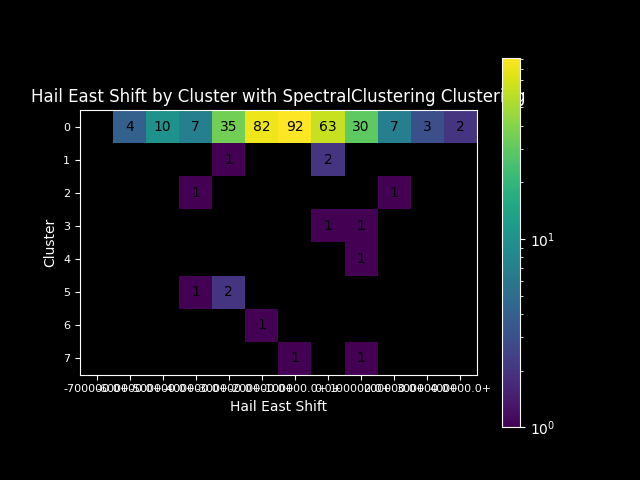 Hail East Shift by Cluster with SpectralClustering Clustering
0 4 10 7 35 82 92 63 30 7 3 2
1 1 2
2 1 1
3 1 1
4 1
5 1 2
6 1
7 1 1
Cluster
Hail East Shift
10¹
10⁰